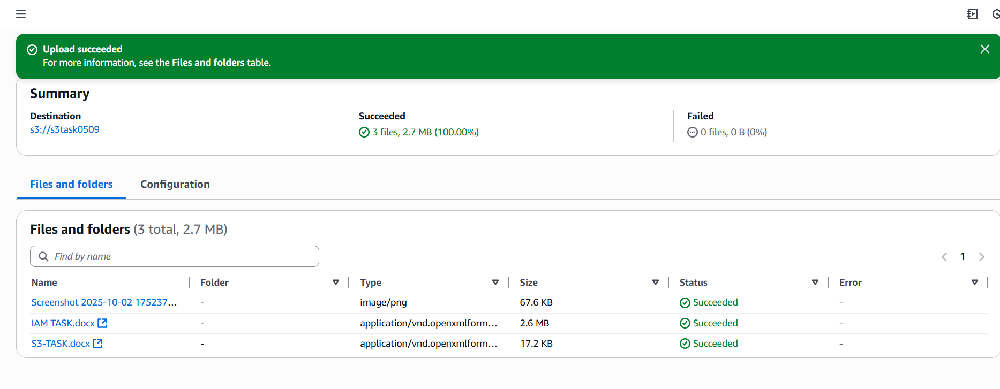 Upload succeeded
For more information, see the Files and folders table.
Summary
Destination
s3://s3task0509
Succeeded
3 files, 2.7 MB (100.00%)
Failed
0 files, 0 B (0%)
Files and folders
Configuration
Files and folders (3 total, 2.7 MB)
Find by name
1
Name Folder Type Size Status Error
Screenshot 2025-10-02 175237... - image/png 67.6 KB Succeeded -
IAM TASK.docx - application/vnd.openxmlform... 2.6 MB Succeeded -
S3-TASK.docx - application/vnd.openxmlform... 17.2 KB Succeeded -